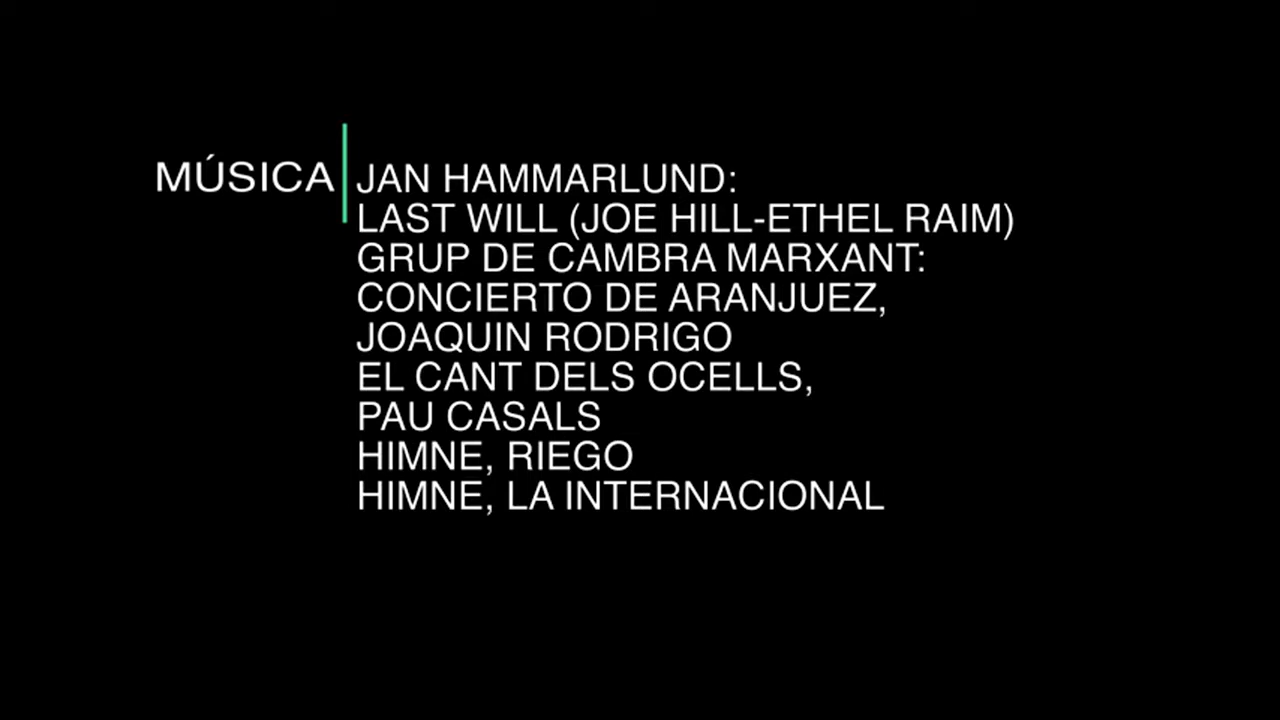 MÚSICA
JAN HAMMARLUND:
LAST WILL (JOE HILL-ETHEL RAIM)
GRUP DE CAMBRA MARXANT:
CONCIERTO DE ARANJUEZ,
JOAQUIN RODRIGO
EL CANT DELS OCELLS,
PAU CASALS
HIMNE, RIEGO
HIMNE, LA INTERNACIONAL